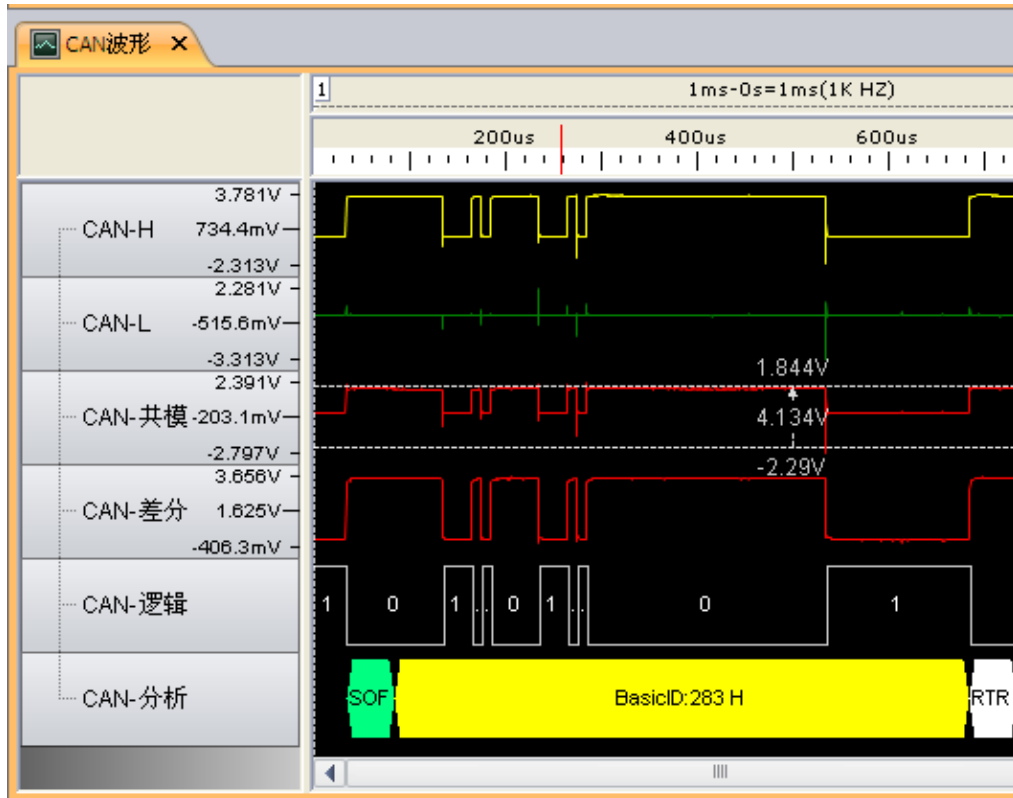 CAN波形 ×
1
1ms-0s=1ms(1K HZ)
200us 400us 600us
3.781V
CAN-H 734.4mV
-2.313V
2.281V
CAN-L -515.6mV
-3.313V
2.391V
CAN-共模 -203.1mV
-2.797V
1.844V
4.134V
-2.29V
3.656V
CAN-差分 1.625V
-406.3mV
CAN-逻辑
1 0 1 .. 0 1 .. 0 1
CAN-分析
SOF BasicID:283 H RTR